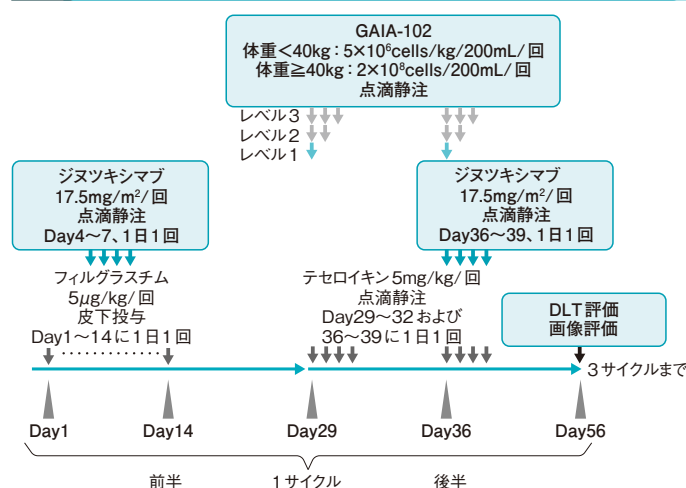 GAIA-102
体重<40kg:5×10⁶cells/kg/200mL/回
体重≧40kg:2×10⁸cells/200mL/回
点滴静注
レベル3
レベル2
レベル1
ジヌツキシマブ
17.5mg/m²/回
点滴静注
Day4~7、1日1回
ジヌツキシマブ
17.5mg/m²/回
点滴静注
Day36~39、1日1回
フィルグラスチム
5μg/kg/回
皮下投与
Day1~14に1日1回
テセロイキン5mg/kg/回
点滴静注
Day29~32および
36~39に1日1回
DLT評価
画像評価
3サイクルまで
Day1
Day14
Day29
Day36
Day56
前半
1サイクル
後半